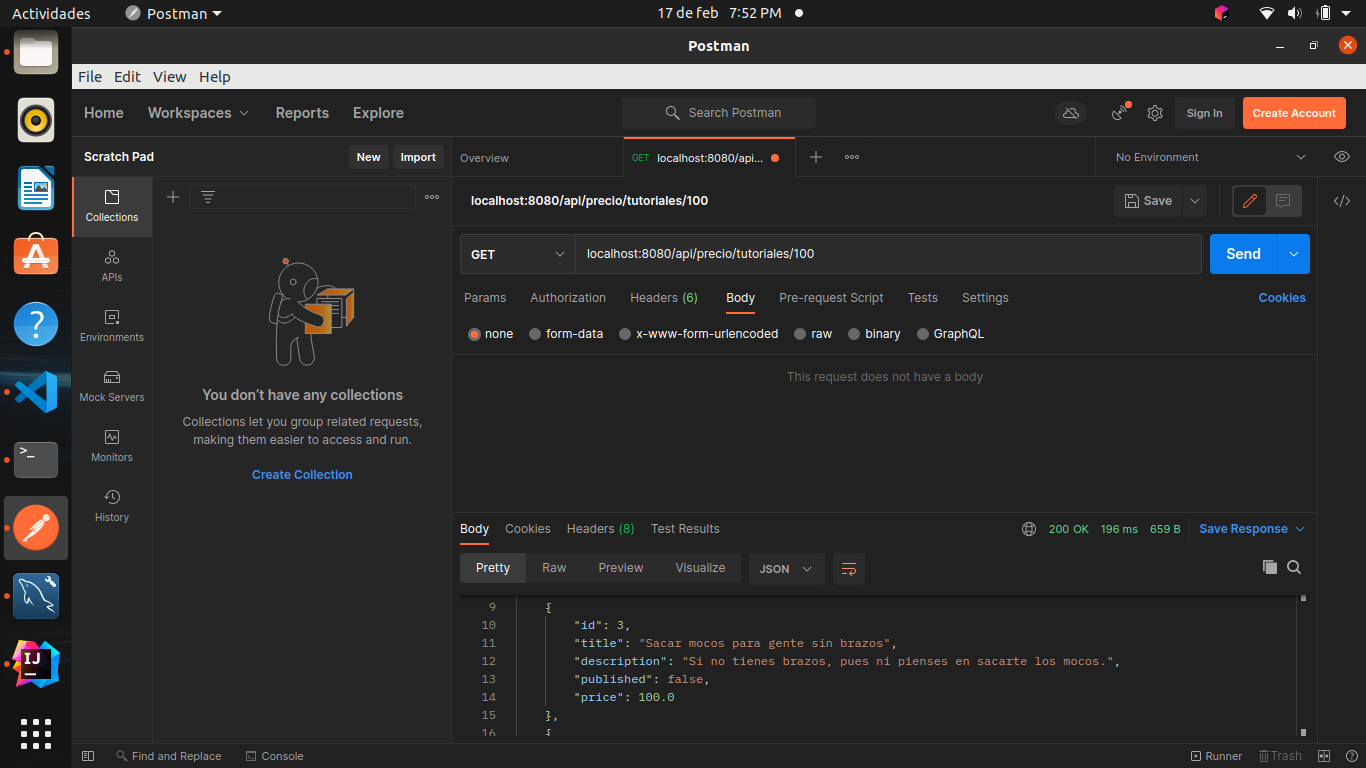 Actividades Postman 17 de feb 7:52 PM
Postman
File Edit View Help
Home Workspaces Reports Explore Search Postman Sign In Create Account
Scratch Pad New Import Overview GET localhost:8080/api... No Environment
Collections
APIs
Environments
Mock Servers
Monitors
History
You don't have any collections
Collections let you group related requests,
making them easier to access and run.
Create Collection
localhost:8080/api/precio/tutoriales/100 Save
GET localhost:8080/api/precio/tutoriales/100 Send
Params Authorization Headers (6) Body Pre-request Script Tests Settings Cookies
none form-data x-www-form-urlencoded raw binary GraphQL
This request does not have a body
Body Cookies Headers (8) Test Results 200 OK 196 ms 659 B Save Response
Pretty Raw Preview Visualize JSON
9 {
10 "id": 3,
11 "title": "Sacar mocos para gente sin brazos",
12 "description": "Si no tienes brazos, pues ni pienses en sacarte los mocos.",
13 "published": false,
14 "price": 100.0
15 },
16 {
IJ
Find and Replace Console Runner Trash